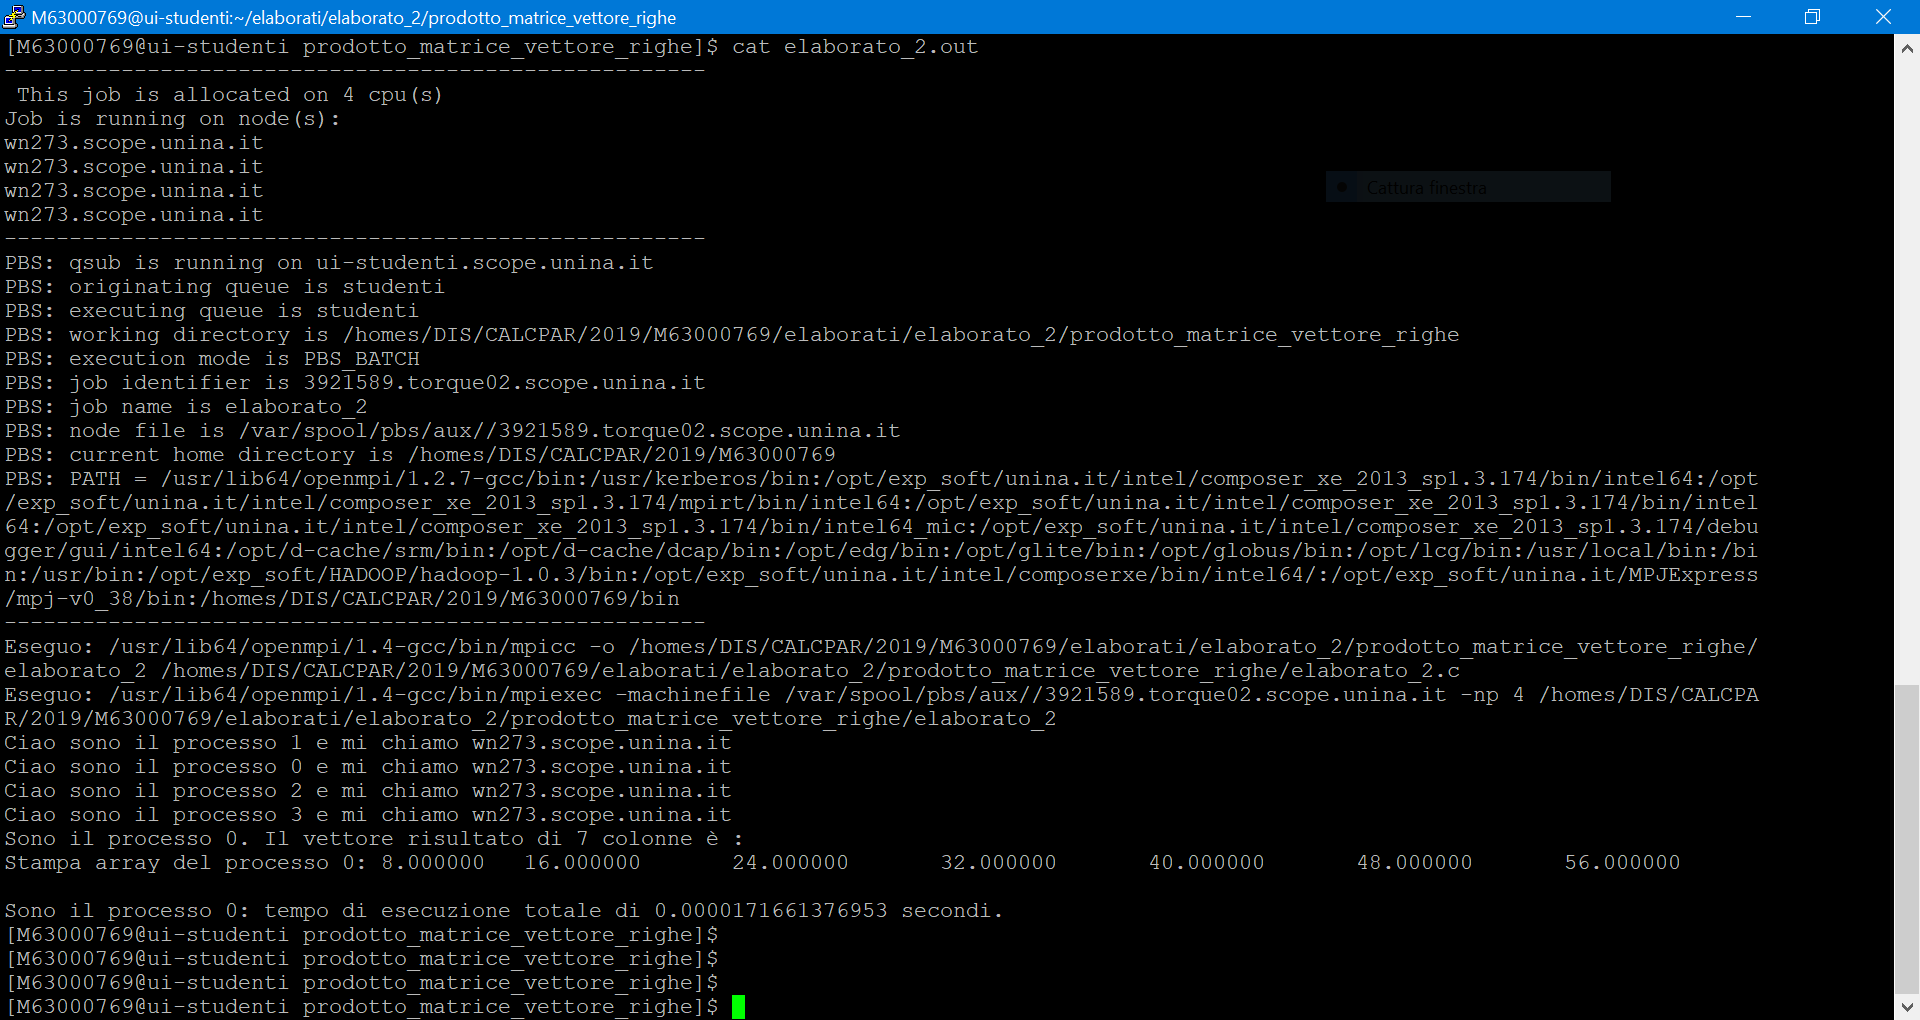 M63000769@ui-studenti:~/elaborati/elaborato_2/prodotto_matrice_vettore_righe
[M63000769@ui-studenti prodotto_matrice_vettore_righe]$ cat elaborato_2.out
------------------------------------------------------
 This job is allocated on 4 cpu(s)
Job is running on node(s):
wn273.scope.unina.it
wn273.scope.unina.it
wn273.scope.unina.it
Cattura finestra
wn273.scope.unina.it
------------------------------------------------------
PBS: qsub is running on ui-studenti.scope.unina.it
PBS: originating queue is studenti
PBS: executing queue is studenti
PBS: working directory is /homes/DIS/CALCPAR/2019/M63000769/elaborati/elaborato_2/prodotto_matrice_vettore_righe
PBS: execution mode is PBS_BATCH
PBS: job identifier is 3921589.torque02.scope.unina.it
PBS: job name is elaborato_2
PBS: node file is /var/spool/pbs/aux//3921589.torque02.scope.unina.it
PBS: current home directory is /homes/DIS/CALCPAR/2019/M63000769
PBS: PATH = /usr/lib64/openmpi/1.2.7-gcc/bin:/usr/kerberos/bin:/opt/exp_soft/unina.it/intel/composer_xe_2013_sp1.3.174/bin/intel64:/opt
/exp_soft/unina.it/intel/composer_xe_2013_sp1.3.174/mpirt/bin/intel64:/opt/exp_soft/unina.it/intel/composer_xe_2013_sp1.3.174/bin/intel
64:/opt/exp_soft/unina.it/intel/composer_xe_2013_sp1.3.174/bin/intel64_mic:/opt/exp_soft/unina.it/intel/composer_xe_2013_sp1.3.174/debu
gger/gui/intel64:/opt/d-cache/srm/bin:/opt/d-cache/dcap/bin:/opt/edg/bin:/opt/glite/bin:/opt/globus/bin:/opt/lcg/bin:/usr/local/bin:/bi
n:/usr/bin:/opt/exp_soft/HADOOP/hadoop-1.0.3/bin:/opt/exp_soft/unina.it/intel/composerxe/bin/intel64/:/opt/exp_soft/unina.it/MPJExpress
/mpj-v0_38/bin:/homes/DIS/CALCPAR/2019/M63000769/bin
------------------------------------------------------
Eseguo: /usr/lib64/openmpi/1.4-gcc/bin/mpicc -o /homes/DIS/CALCPAR/2019/M63000769/elaborati/elaborato_2/prodotto_matrice_vettore_righe/
elaborato_2 /homes/DIS/CALCPAR/2019/M63000769/elaborati/elaborato_2/prodotto_matrice_vettore_righe/elaborato_2.c
Eseguo: /usr/lib64/openmpi/1.4-gcc/bin/mpiexec -machinefile /var/spool/pbs/aux//3921589.torque02.scope.unina.it -np 4 /homes/DIS/CALCPA
R/2019/M63000769/elaborati/elaborato_2/prodotto_matrice_vettore_righe/elaborato_2
Ciao sono il processo 1 e mi chiamo wn273.scope.unina.it
Ciao sono il processo 0 e mi chiamo wn273.scope.unina.it
Ciao sono il processo 2 e mi chiamo wn273.scope.unina.it
Ciao sono il processo 3 e mi chiamo wn273.scope.unina.it
Sono il processo 0. Il vettore risultato di 7 colonne è :
Stampa array del processo 0: 8.000000   16.000000       24.000000       32.000000       40.000000       48.000000       56.000000
Sono il processo 0: tempo di esecuzione totale di 0.0000171661376953 secondi.
[M63000769@ui-studenti prodotto_matrice_vettore_righe]$
[M63000769@ui-studenti prodotto_matrice_vettore_righe]$
[M63000769@ui-studenti prodotto_matrice_vettore_righe]$
[M63000769@ui-studenti prodotto_matrice_vettore_righe]$